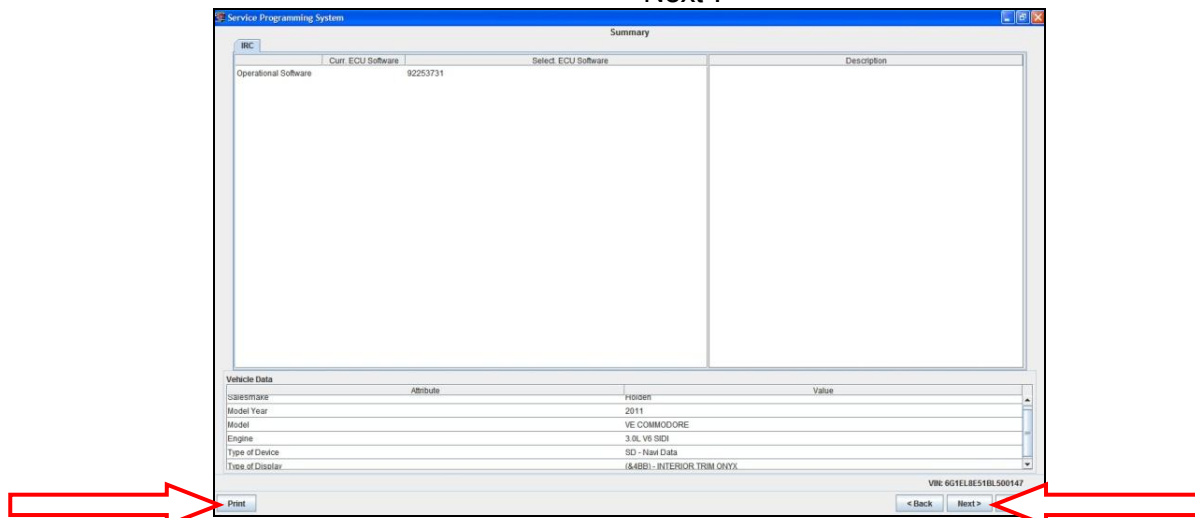 Service Programming System
Summary
IRC
Curr. ECU Software Select. ECU Software Description
Operational Software 92253731
Vehicle Data
Attribute Value
Salesmake Holden
Model Year 2011
Model VE COMMODORE
Engine 3.0L V6 SIDI
Type of Device SD - Navi Data
Type of Display (&4BB) - INTERIOR TRIM ONYX
VIN: 6G1EL8E51BL500147
Print < Back Next >